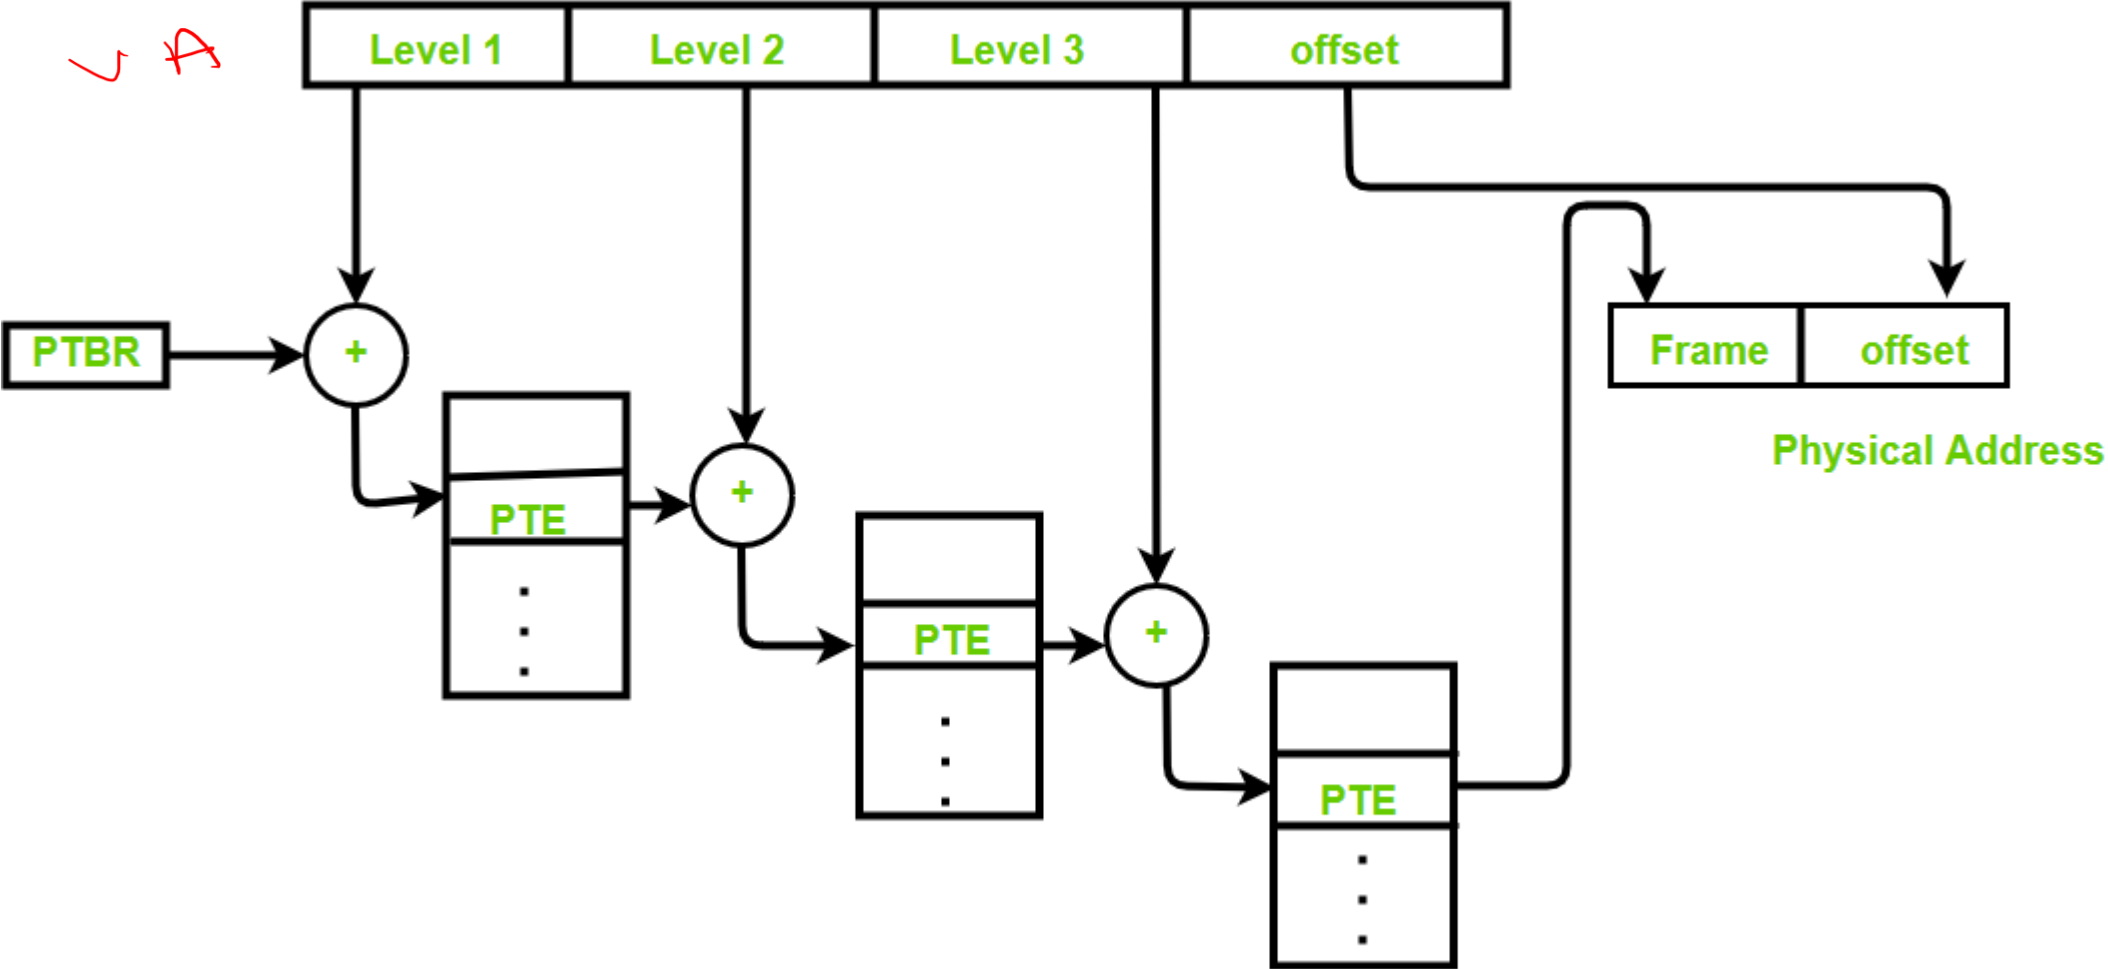 VA
Level 1 Level 2 Level 3 offset
PTBR + Frame offset
Physical Address
PTE +
PTE +
PTE